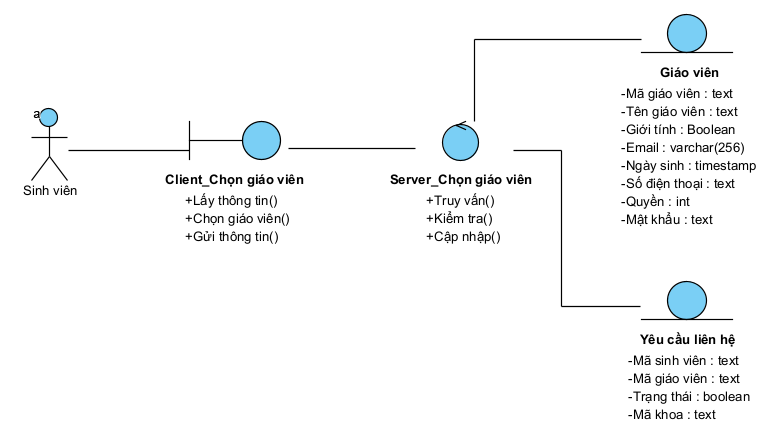 a
Sinh viên
Client_Chọn giáo viên
+Lấy thông tin()
+Chọn giáo viên()
+Gửi thông tin()
Server_Chọn giáo viên
+Truy vấn()
+Kiểm tra()
+Cập nhập()
Giáo viên
-Mã giáo viên : text
-Tên giáo viên : text
-Giới tính : Boolean
-Email : varchar(256)
-Ngày sinh : timestamp
-Số điện thoại : text
-Quyền : int
-Mật khẩu : text
Yêu cầu liên hệ
-Mã sinh viên : text
-Mã giáo viên : text
-Trạng thái : boolean
-Mã khoa : text